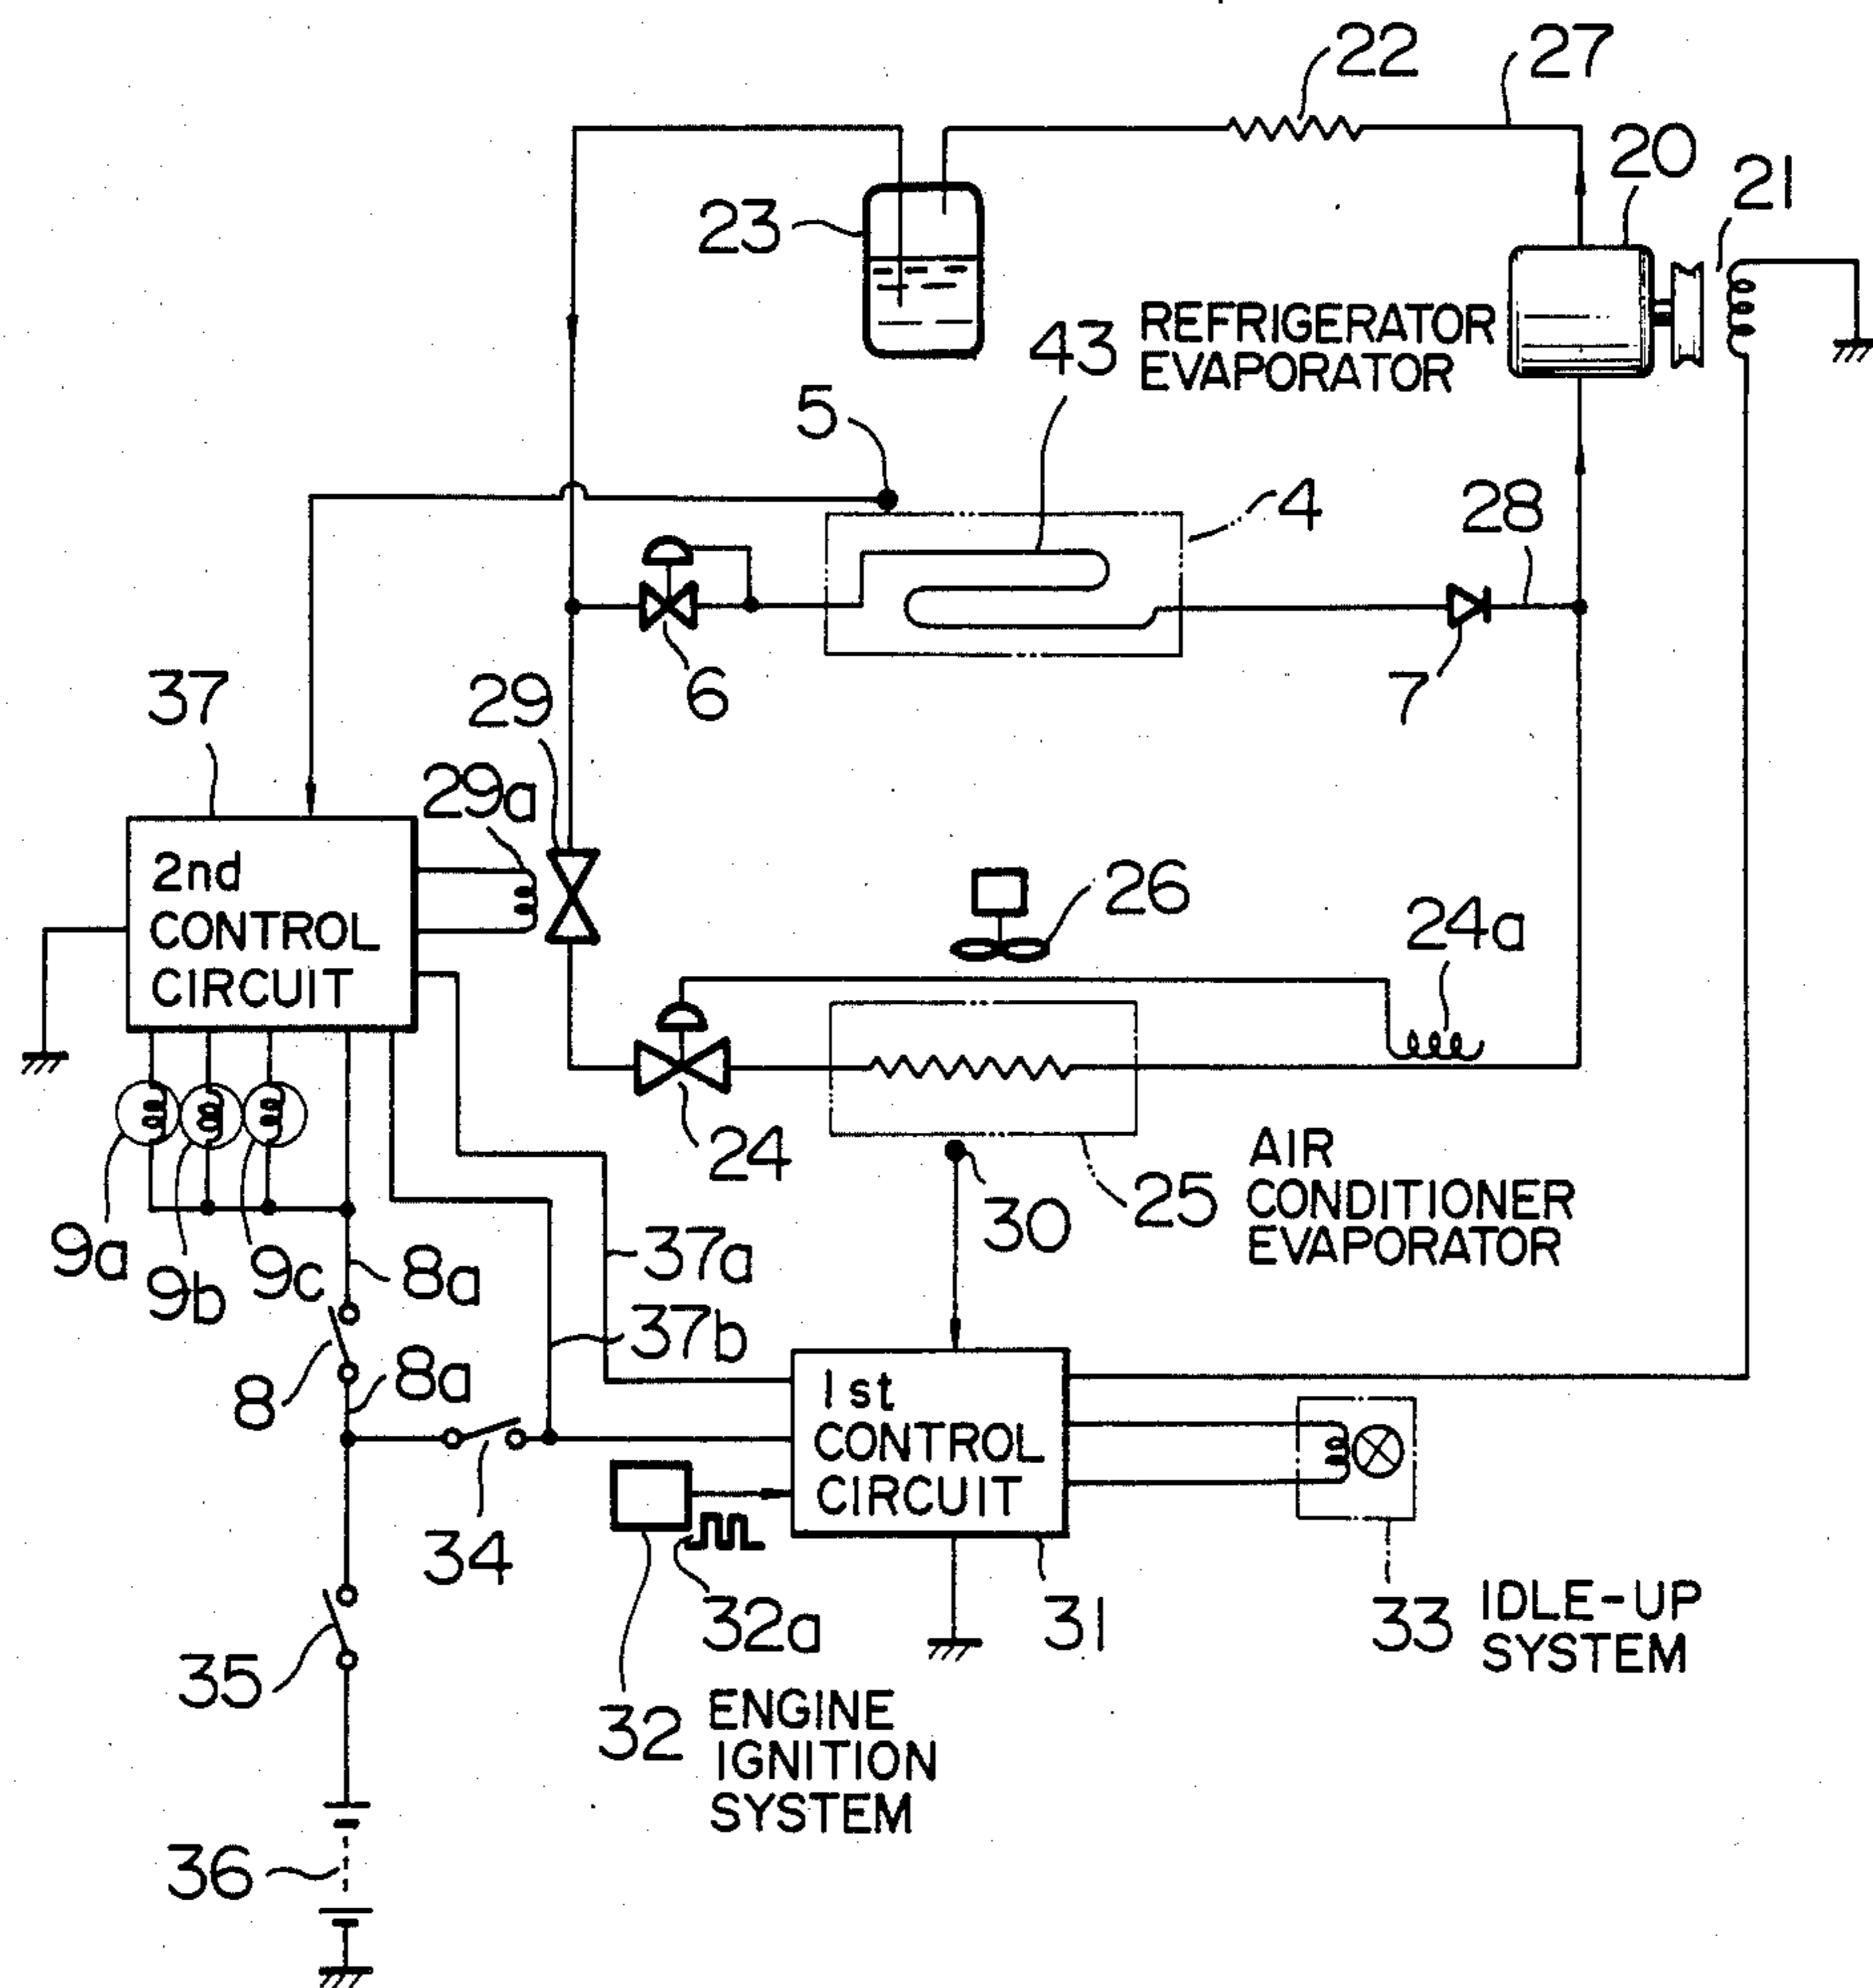 22
27
20
21
23
43
REFRIGERATOR
EVAPORATOR
5
4
28
6
7
37
29
29a
2nd
CONTROL
CIRCUIT
26
24a
24
25
AIR
CONDITIONER
EVAPORATOR
30
9a
9b
9c
8a
37a
37b
8
8a
1st
CONTROL
CIRCUIT
34
32a
31
33
IDLE-UP
SYSTEM
35
32
ENGINE
IGNITION
SYSTEM
36